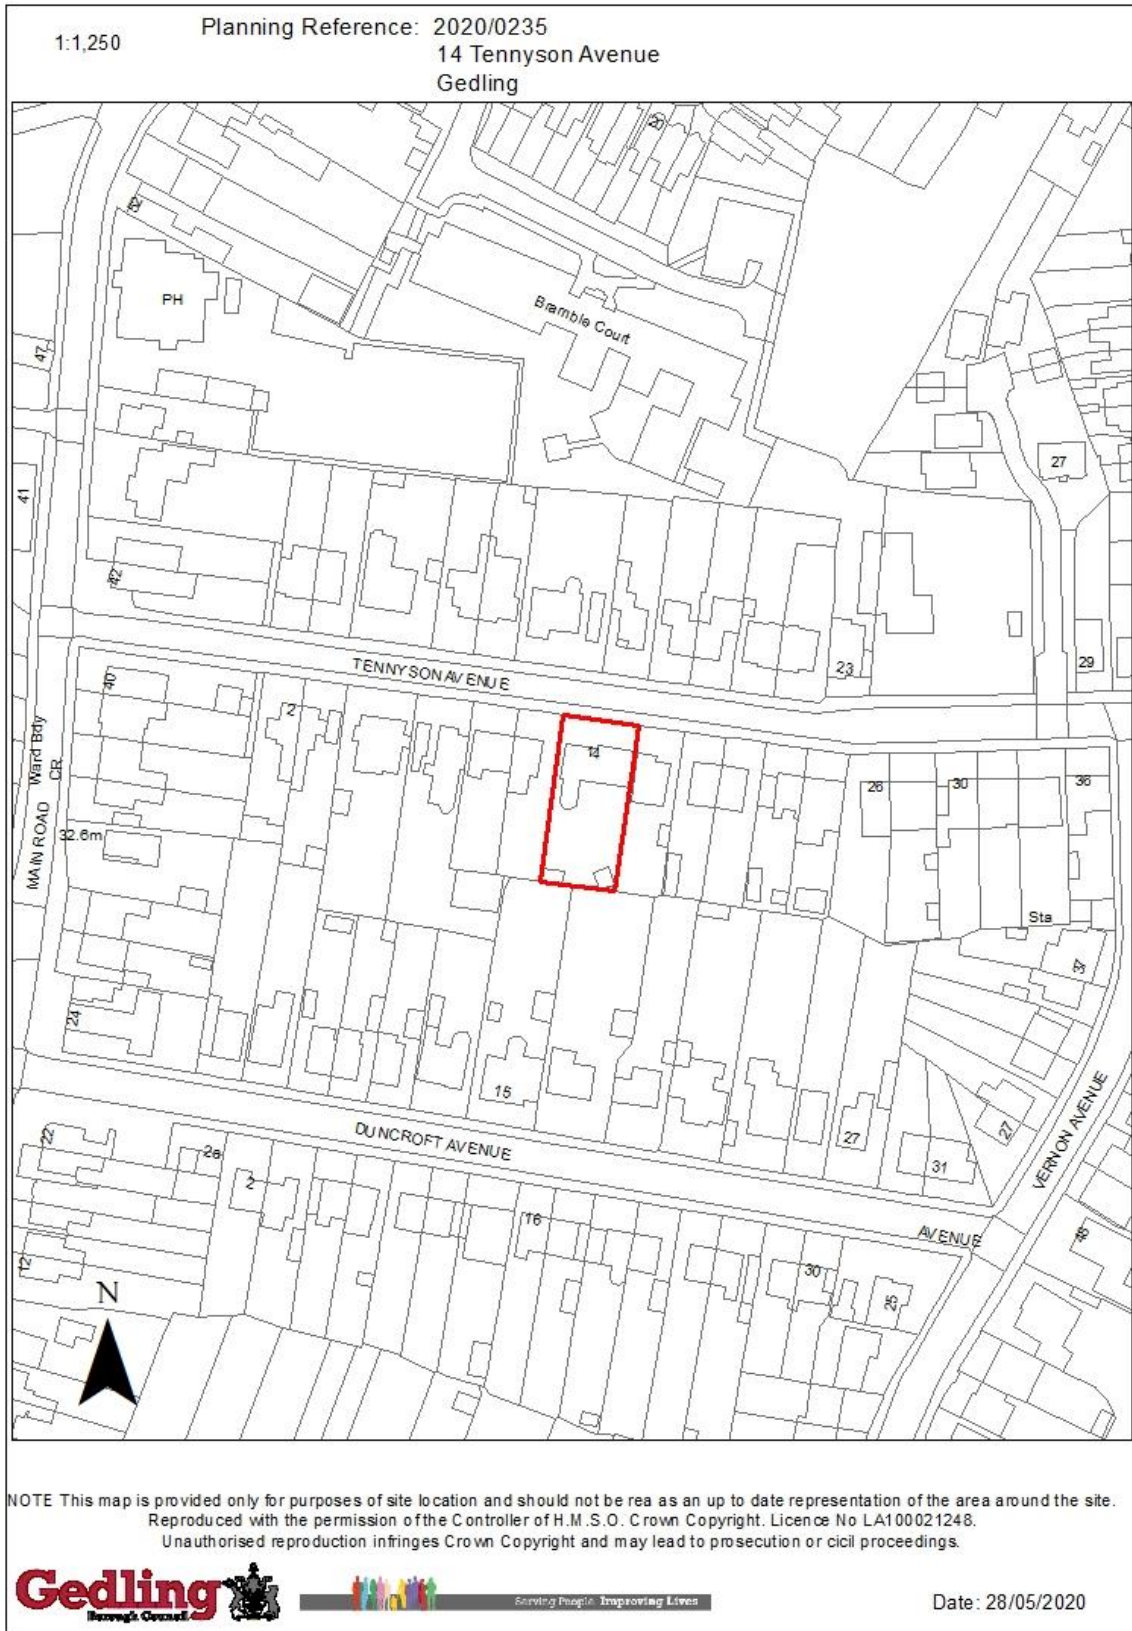 1:1,250
Planning Reference: 2020/0235
14 Tennyson Avenue
Gedling
20
52
PH
Bramble Court
47
41
27
42
TENNYSON AVENUE
23
29
40
2
14
Ward Bdy
CR
MAIN ROAD
32.6m
26
30
36
Sta
37
24
15
27
27
31
VERNON AVENUE
DUNCROFT AVENUE
22
2a
2
16
AVENUE
48
12
30
25
N
NOTE This map is provided only for purposes of site location and should not be rea as an up to date representation of the area around the site.
Reproduced with the permission of the Controller of H.M.S.O. Crown Copyright. Licence No LA100021248.
Unauthorised reproduction infringes Crown Copyright and may lead to prosecution or cicil proceedings.
Gedling
Borough Council
Serving People Improving Lives
Date: 28/05/2020